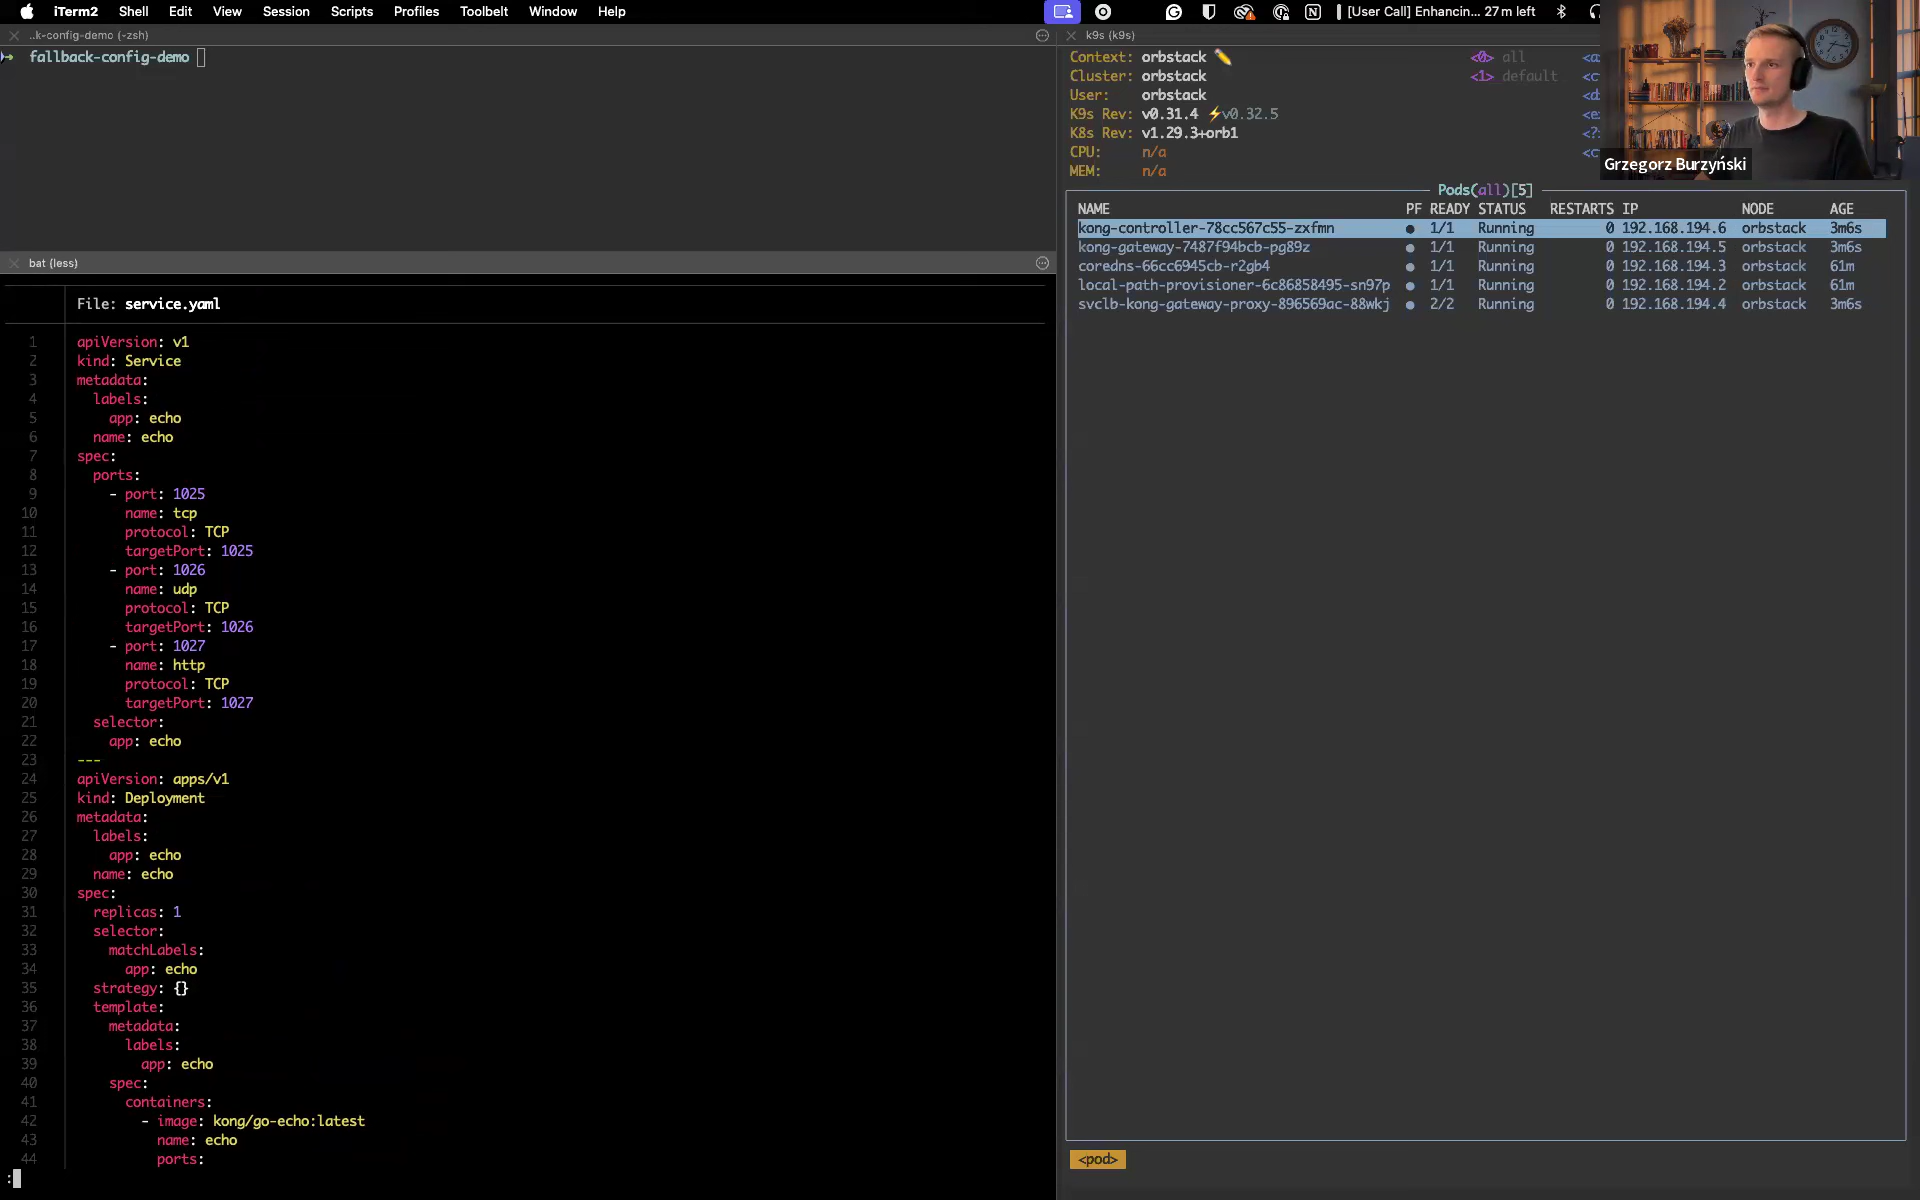 iTerm2 Shell Edit View Session Scripts Profiles Toolbelt Window Help
[User Call] Enhancin... 27 m left
..k-config-demo (-zsh)
fallback-config-demo
bat (less)
File: service.yaml
1 apiVersion: v1
2 kind: Service
3 metadata:
4 labels:
5 app: echo
6 name: echo
7 spec:
8 ports:
9 - port: 1025
10 name: tcp
11 protocol: TCP
12 targetPort: 1025
13 - port: 1026
14 name: udp
15 protocol: TCP
16 targetPort: 1026
17 - port: 1027
18 name: http
19 protocol: TCP
20 targetPort: 1027
21 selector:
22 app: echo
23 ---
24 apiVersion: apps/v1
25 kind: Deployment
26 metadata:
27 labels:
28 app: echo
29 name: echo
30 spec:
31 replicas: 1
32 selector:
33 matchLabels:
34 app: echo
35 strategy: {}
36 template:
37 metadata:
38 labels:
39 app: echo
40 spec:
41 containers:
42 - image: kong/go-echo:latest
43 name: echo
44 ports:
:
k9s (k9s)
Context: orbstack <0> all <a
Cluster: orbstack <1> default <c
User: orbstack <d
K9s Rev: v0.31.4 ⚡v0.32.5 <e
K8s Rev: v1.29.3+orb1 <?
CPU: n/a <c
MEM: n/a
Grzegorz Burzyński
Pods(all)[5]
NAME PF READY STATUS RESTARTS IP NODE AGE
kong-controller-78cc567c55-zxfmn ● 1/1 Running 0 192.168.194.6 orbstack 3m6s
kong-gateway-7487f94bcb-pg89z ● 1/1 Running 0 192.168.194.5 orbstack 3m6s
coredns-66cc6945cb-r2gb4 ● 1/1 Running 0 192.168.194.3 orbstack 61m
local-path-provisioner-6c86858495-sn97p ● 1/1 Running 0 192.168.194.2 orbstack 61m
svclb-kong-gateway-proxy-896569ac-88wkj ● 2/2 Running 0 192.168.194.4 orbstack 3m6s
<pod>